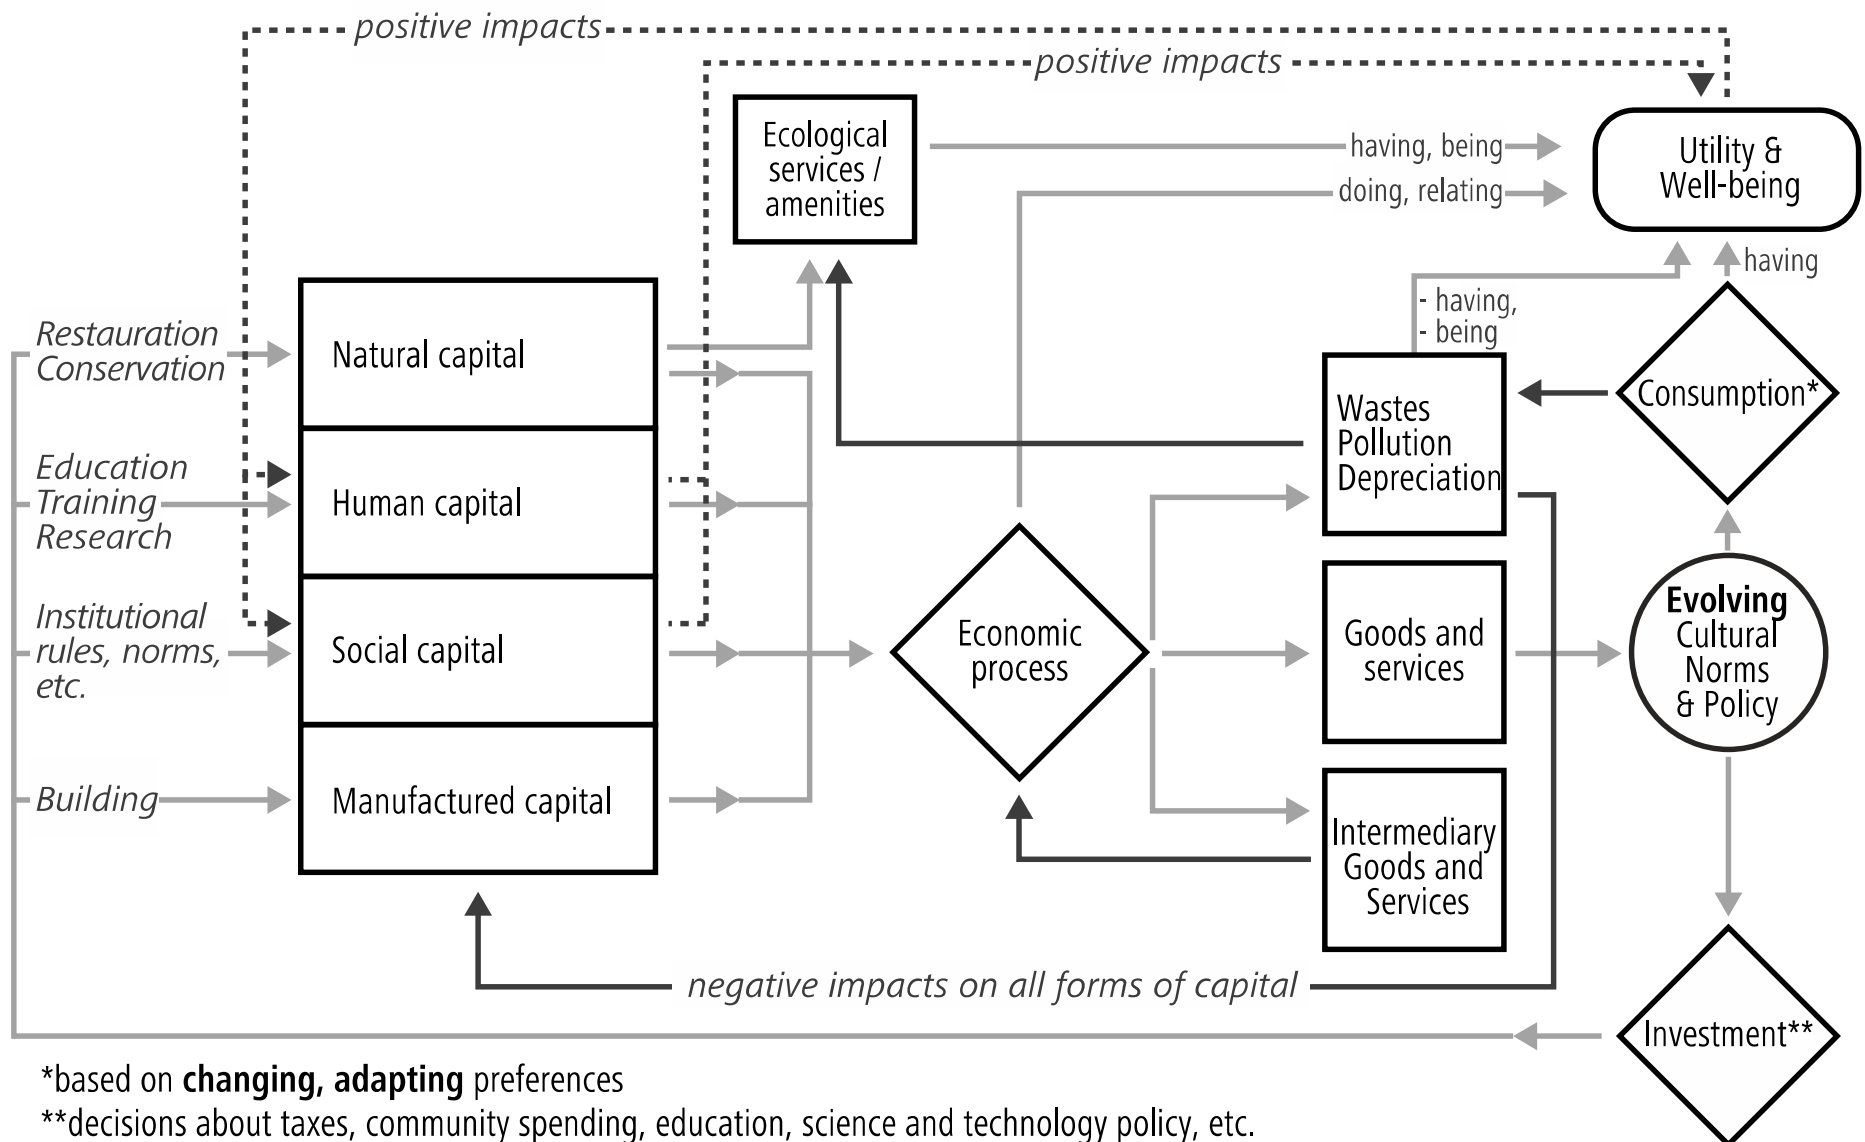 positive impacts
positive impacts
Ecological
services /
amenities
having, being
doing, relating
Utility &
Well-being
having
- having,
- being
Restauration
Conservation
Natural capital
Consumption*
Wastes
Pollution
Depreciation
Education
Training
Research
Human capital
Institutional
rules, norms,
etc.
Social capital
Economic
process
Goods and
services
Evolving
Cultural
Norms
& Policy
Building
Manufactured capital
Intermediary
Goods and
Services
negative impacts on all forms of capital
Investment**
*based on changing, adapting preferences
**decisions about taxes, community spending, education, science and technology policy, etc.